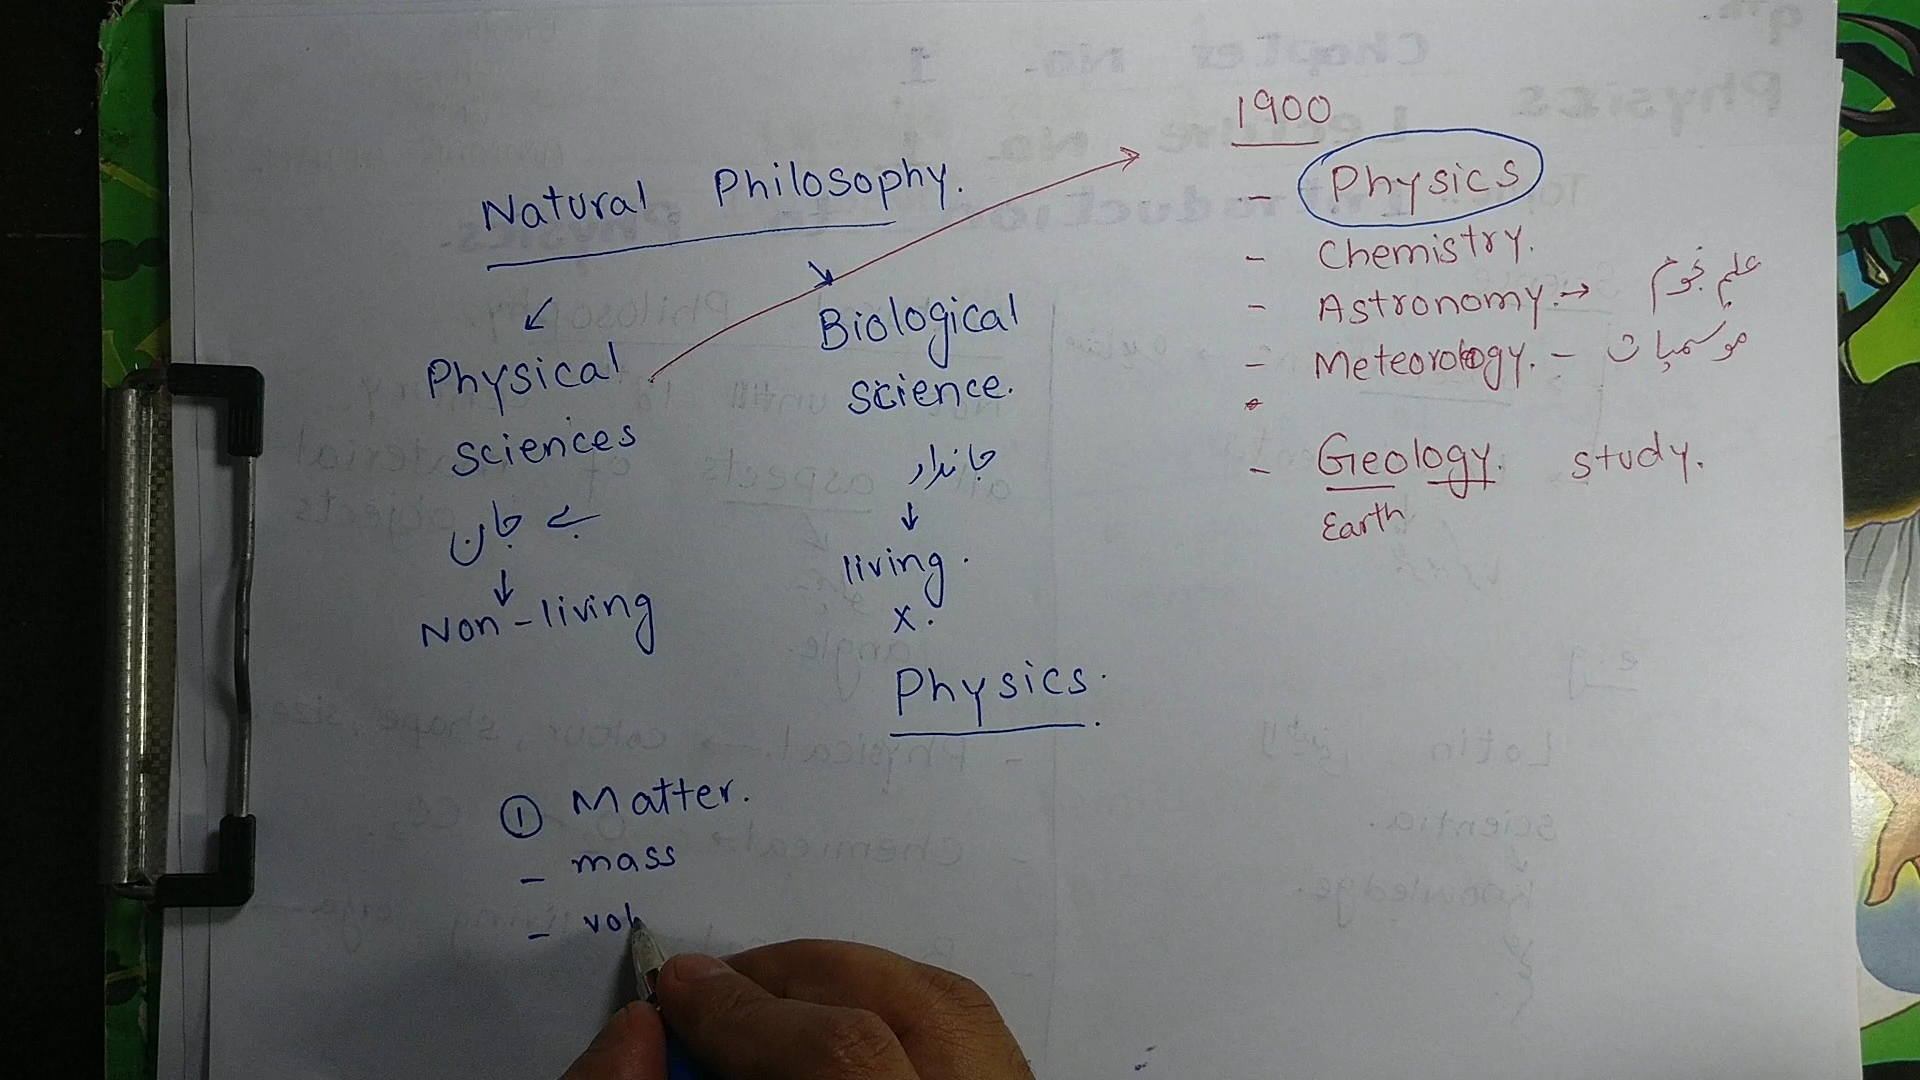 Natural Philosophy.
Physical
sciences
بے جان
Non-living
Biological
science.
جاندار
living.
x.
1900
- Physics
- Chemistry.
- Astronomy. → علم نجوم
- Meteorology. - موسمیات
- Geology. study.
Earth
Physics.
① Matter.
- mass
- vol